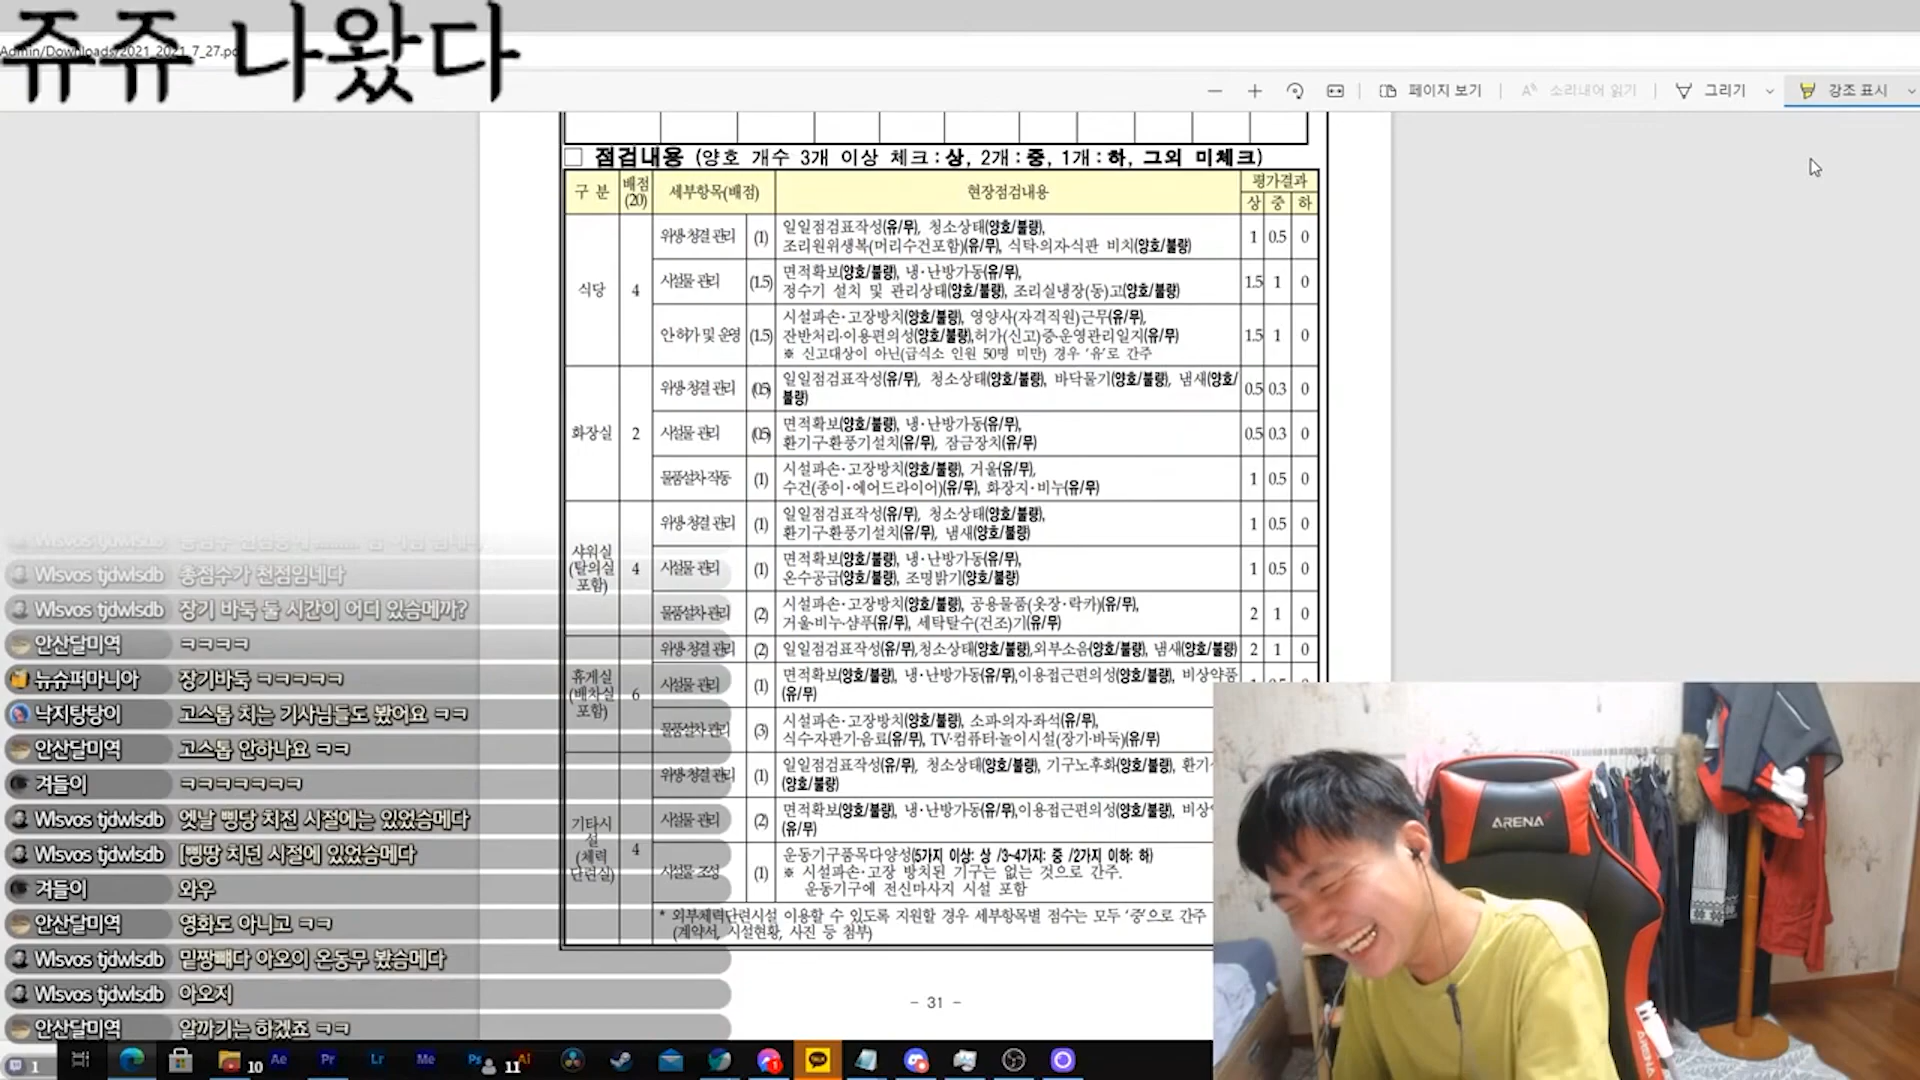 쥬쥬 나왔다
Admin/Downloads/2021_2021_7_27.pd
페이지 보기
소리내어 읽기
그리기
강조 표시
□ 점검내용 (양호 개수 3개 이상 체크:상, 2개:중, 1개:하, 그외 미체크)
구 분 배점 (20) 세부항목(배점) 현장점검내용 평가결과
상 중 하
식당 4
위생·청결 관리 (1) 일일점검표작성(유/무), 청소상태(양호/불량),
조리원위생복(머리수건포함)(유/무), 식탁·의자·식판 비치(양호/불량) 1 0.5 0
시설물 관리 (1.5) 면적확보(양호/불량), 냉·난방가동(유/무),
정수기 설치 및 관리상태(양호/불량), 조리실냉장(동)고(양호/불량) 1.5 1 0
인·허가 및 운영 (1.5) 시설파손·고장방치(양호/불량), 영양사(자격직원)근무(유/무),
잔반처리·이용편의성(양호/불량),허가(신고)증·운영관리일지(유/무)
※ 신고대상이 아닌(급식소 인원 50명 미만) 경우 '유'로 간주 1.5 1 0
화장실 2
위생·청결 관리 (0.5) 일일점검표작성(유/무), 청소상태(양호/불량), 바닥물기(양호/불량), 냄새(양호/
불량) 0.5 0.3 0
시설물 관리 (0.5) 면적확보(양호/불량), 냉·난방가동(유/무),
환기구·환풍기설치(유/무), 잠금장치(유/무) 0.5 0.3 0
물품설치·작동 (1) 시설파손·고장방치(양호/불량), 거울(유/무),
수건(종이·에어드라이어)(유/무), 화장지·비누(유/무) 1 0.5 0
샤워실
(탈의실
포함) 4
위생·청결 관리 (1) 일일점검표작성(유/무), 청소상태(양호/불량),
환기구·환풍기설치(유/무), 냄새(양호/불량) 1 0.5 0
시설물 관리 (1) 면적확보(양호/불량), 냉·난방가동(유/무),
온수공급(양호/불량), 조명밝기(양호/불량) 1 0.5 0
물품설치·관리 (2) 시설파손·고장방치(양호/불량), 공용물품(옷장·락카)(유/무),
거울·비누·샴푸(유/무), 세탁탈수(건조)기(유/무) 2 1 0
휴게실
(배차실
포함) 6
위생·청결 관리 (2) 일일점검표작성(유/무),청소상태(양호/불량),외부소음(양호/불량), 냄새(양호/불량) 2 1 0
시설물 관리 (1) 면적확보(양호/불량), 냉·난방가동(유/무),이용접근편의성(양호/불량), 비상약품
(유/무)
물품설치·관리 (3) 시설파손·고장방치(양호/불량), 소파·의자·좌석(유/무),
식수·자판기·음료(유/무), TV·컴퓨터·놀이시설(장기·바둑)(유/무)
기타시
설
(체력
단련실) 4
위생·청결 관리 (1) 일일점검표작성(유/무), 청소상태(양호/불량), 기구노후화(양호/불량), 환기
(양호/불량)
시설물 관리 (2) 면적확보(양호/불량), 냉·난방가동(유/무),이용접근편의성(양호/불량), 비상
(유/무)
시설물 조성 (1) 운동기구품목다양성(5가지 이상: 상 /3~4가지: 중 /2가지 이하: 하)
※ 시설파손·고장 방치된 기구는 없는 것으로 간주.
운동기구에 전신마사지 시설 포함
* 외부체력단련시설 이용할 수 있도록 지원할 경우 세부항목별 점수는 모두 '중'으로 간주
(계약서, 시설현황, 사진 등 첨부)
- 31 -
Wlsvos tjdwlsdb 총점수가 천점임네다
Wlsvos tjdwlsdb 장기 바둑 둘 시간이 어디 있슴메까?
안산달미역 ㅋㅋㅋㅋ
뉴슈퍼마니아 장기바둑 ㅋㅋㅋㅋㅋ
낙지탕탕이 고스톱 치는 기사님들도 봤어요 ㅋㅋ
안산달미역 고스톱 안하나요 ㅋㅋ
겨들이 ㅋㅋㅋㅋㅋㅋㅋ
Wlsvos tjdwlsdb 옛날 삥당 치전 시절에는 있었슴메다
Wlsvos tjdwlsdb [삥땅 치던 시절에 있었슴메다
겨들이 와우
안산달미역 영화도 아니고 ㅋㅋ
Wlsvos tjdwlsdb 밑짱뺴다 아오이 온동무 봤슴메다
Wlsvos tjdwlsdb 아오지
안산달미역 알까기는 하겠죠 ㅋㅋ
ARENA
1
10
Ae
Pr
Lr
Me
Ps
11
Ai
TALK
1